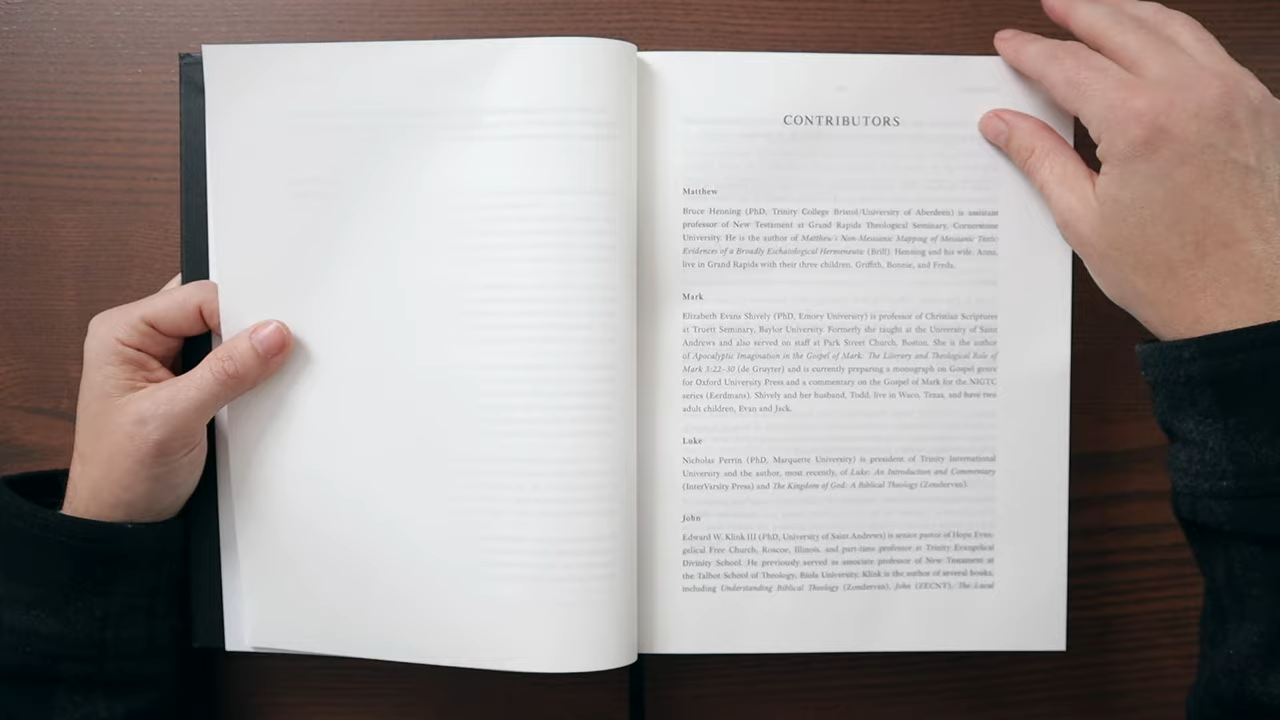 CONTRIBUTORS
Matthew
Bruce Henning (PhD, Trinity College Bristol/University of Aberdeen) is assistant
professor of New Testament at Grand Rapids Theological Seminary, Cornerstone
University. He is the author of Matthew's Non-Messianic Mapping of Messianic Texts:
Evidences of a Broadly Eschatological Hermeneutic (Brill). Henning and his wife, Anna,
live in Grand Rapids with their three children, Griffith, Bonnie, and Freda.
Mark
Elizabeth Evans Shively (PhD, Emory University) is professor of Christian Scriptures
at Truett Seminary, Baylor University. Formerly she taught at the University of Saint
Andrews and also served on staff at Park Street Church, Boston. She is the author
of Apocalyptic Imagination in the Gospel of Mark: The Literary and Theological Role of
Mark 3:22–30 (de Gruyter) and is currently preparing a monograph on Gospel genre
for Oxford University Press and a commentary on the Gospel of Mark for the NIGTC
series (Eerdmans). Shively and her husband, Todd, live in Waco, Texas, and have two
adult children, Evan and Jack.
Luke
Nicholas Perrin (PhD, Marquette University) is president of Trinity International
University and the author, most recently, of Luke: An Introduction and Commentary
(InterVarsity Press) and The Kingdom of God: A Biblical Theology (Zondervan).
John
Edward W. Klink III (PhD, University of Saint Andrews) is senior pastor of Hope Evan-
gelical Free Church, Roscoe, Illinois, and part-time professor at Trinity Evangelical
Divinity School. He previously served as associate professor of New Testament at
the Talbot School of Theology, Biola University. Klink is the author of several books,
including Understanding Biblical Theology (Zondervan), John (ZECNT), The Local